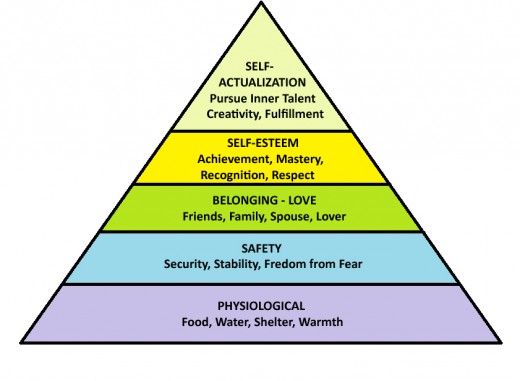 SELF-
ACTUALIZATION
Pursue Inner Talent
Creativity, Fulfillment
SELF-ESTEEM
Achievement, Mastery,
Recognition, Respect
BELONGING - LOVE
Friends, Family, Spouse, Lover
SAFETY
Security, Stability, Fredom from Fear
PHYSIOLOGICAL
Food, Water, Shelter, Warmth